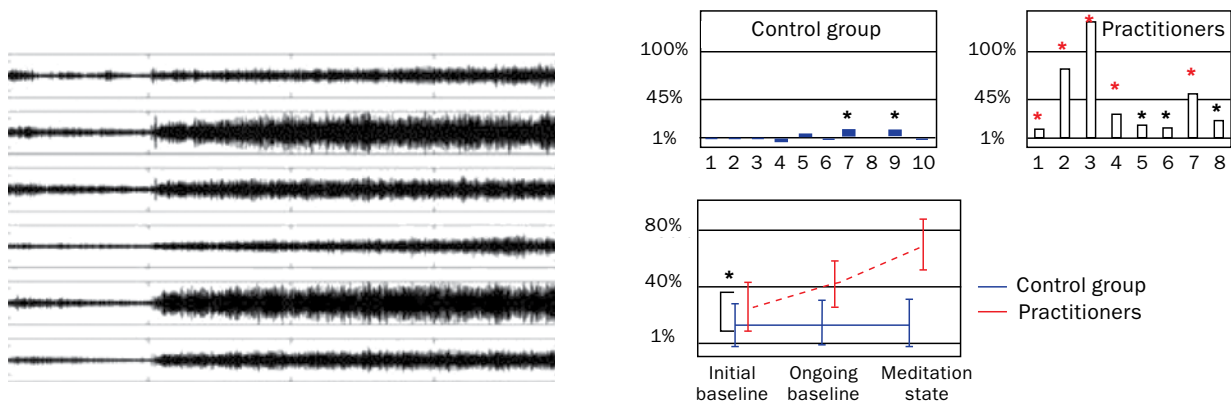 Control group
100%
45%
1%
* *
1 2 3 4 5 6 7 8 9 10
Practitioners
100%
45%
1%
* * * * * * * *
1 2 3 4 5 6 7 8
80%
40%
1%
*
Initial baseline
Ongoing baseline
Meditation state
Control group
Practitioners